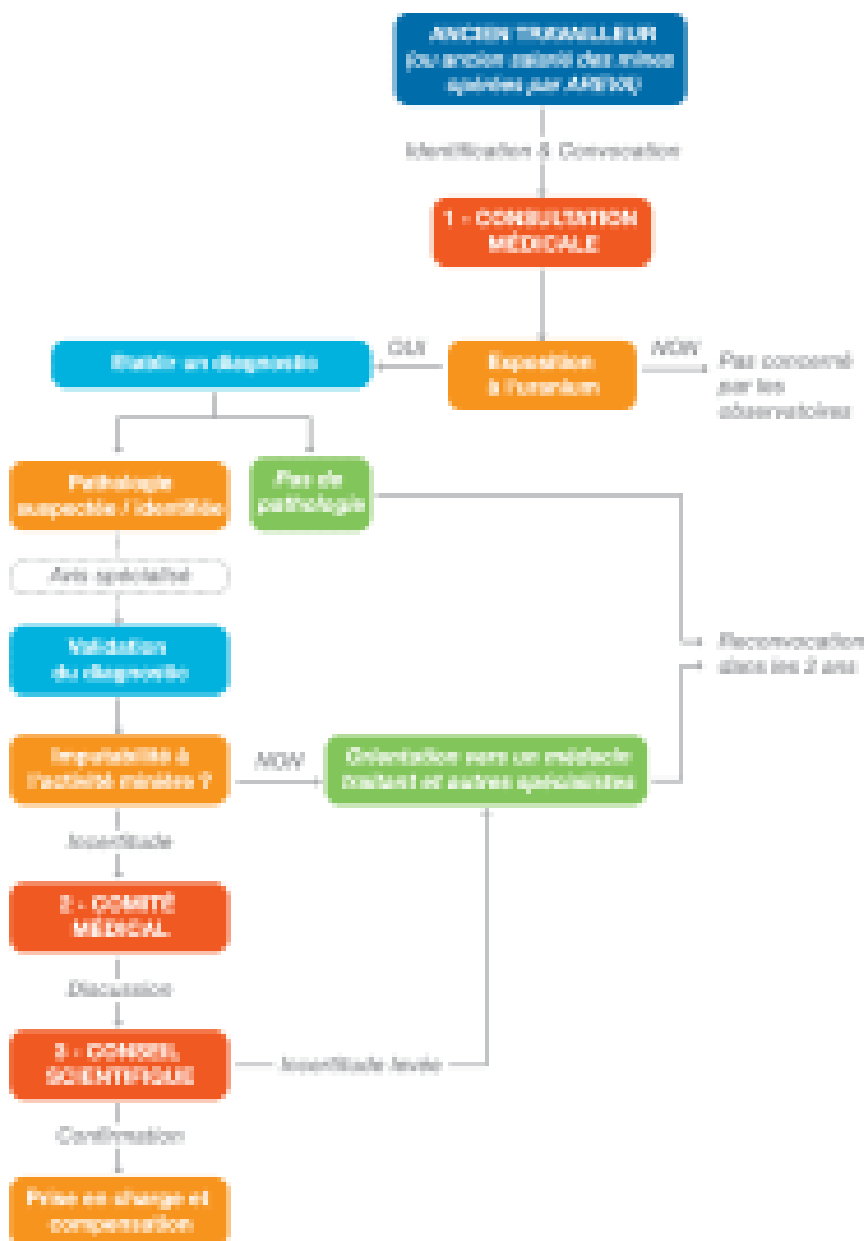 ANCIEN TRAVAILLEUR
(ou ancien salarié des mines
opérées par AREVA)
Identification & Convocation
1 - CONSULTATION
MÉDICALE
OUI
Exposition
à l'uranium
NON
Pas concerné
par les
observatoires
Etablir un diagnostic
Pathologie
suspectée / identifiée
Pas de
pathologie
Avis spécialisé
Validation
du diagnostic
Reconvocation
dans les 2 ans
Imputabilité à
l'activité minières ?
NON
Orientation vers un médecin
traitant et autres spécialistes
Incertitude
2 - COMITÉ
MÉDICAL
Discussion
3 - CONSEIL
SCIENTIFIQUE
Incertitude levée
Confirmation
Prise en charge et
compensation